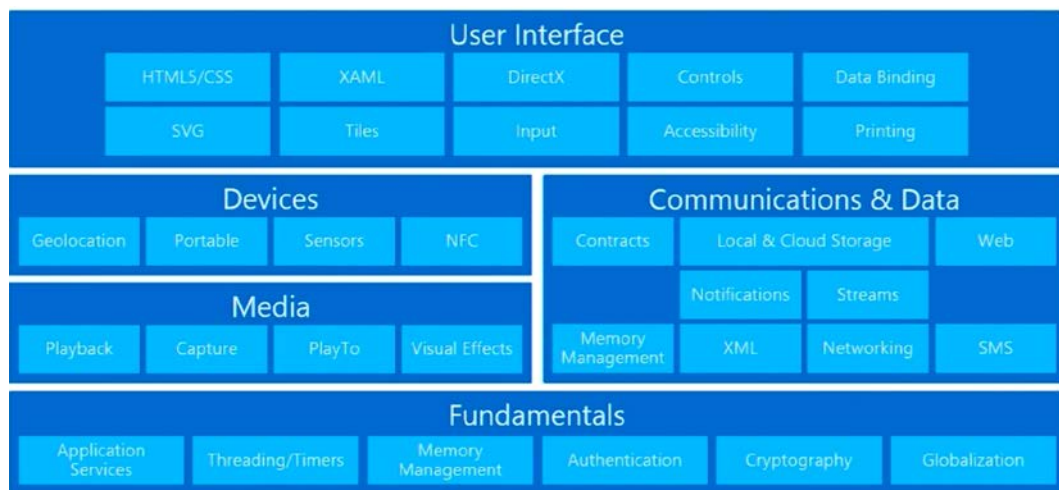 User Interface
HTML5/CSS XAML DirectX Controls Data Binding
SVG Tiles Input Accessibility Printing
Devices
Geolocation Portable Sensors NFC
Media
Playback Capture PlayTo Visual Effects
Communications & Data
Contracts Local & Cloud Storage Web
Notifications Streams
Memory
Management XML Networking SMS
Fundamentals
Application
Services Threading/Timers Memory
Management Authentication Cryptography Globalization